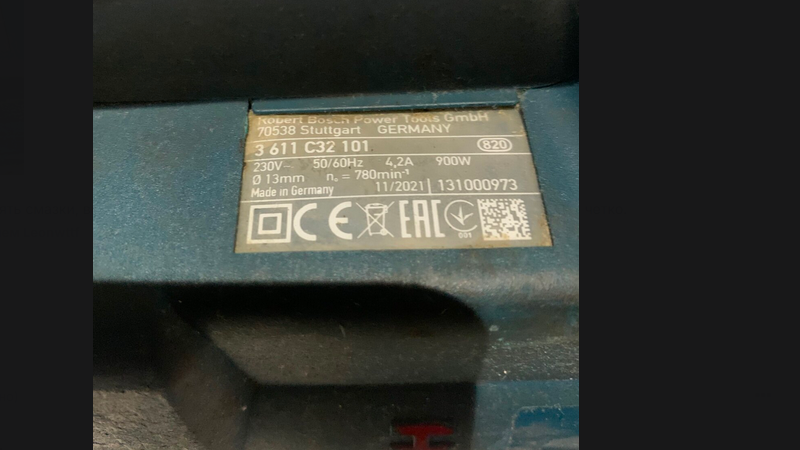 Robert Bosch Power Tools GmbH
70538 Stuttgart GERMANY
3 611 C32 101 820
230V~ 50/60Hz 4,2A 900W
Ø 13mm n₀ = 780min⁻¹
Made in Germany 11/2021 | 131000973
CE EAC 001